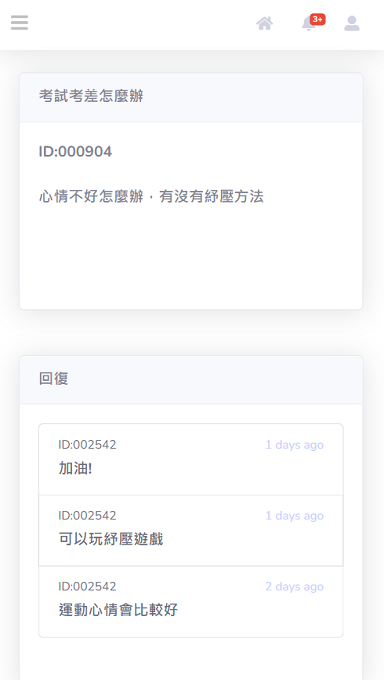 3+
考試考差怎麼辦
ID:000904
心情不好怎麼辦，有沒有紓壓方法
回復
ID:002542
1 days ago
加油!
ID:002542
1 days ago
可以玩紓壓遊戲
ID:002542
2 days ago
運動心情會比較好